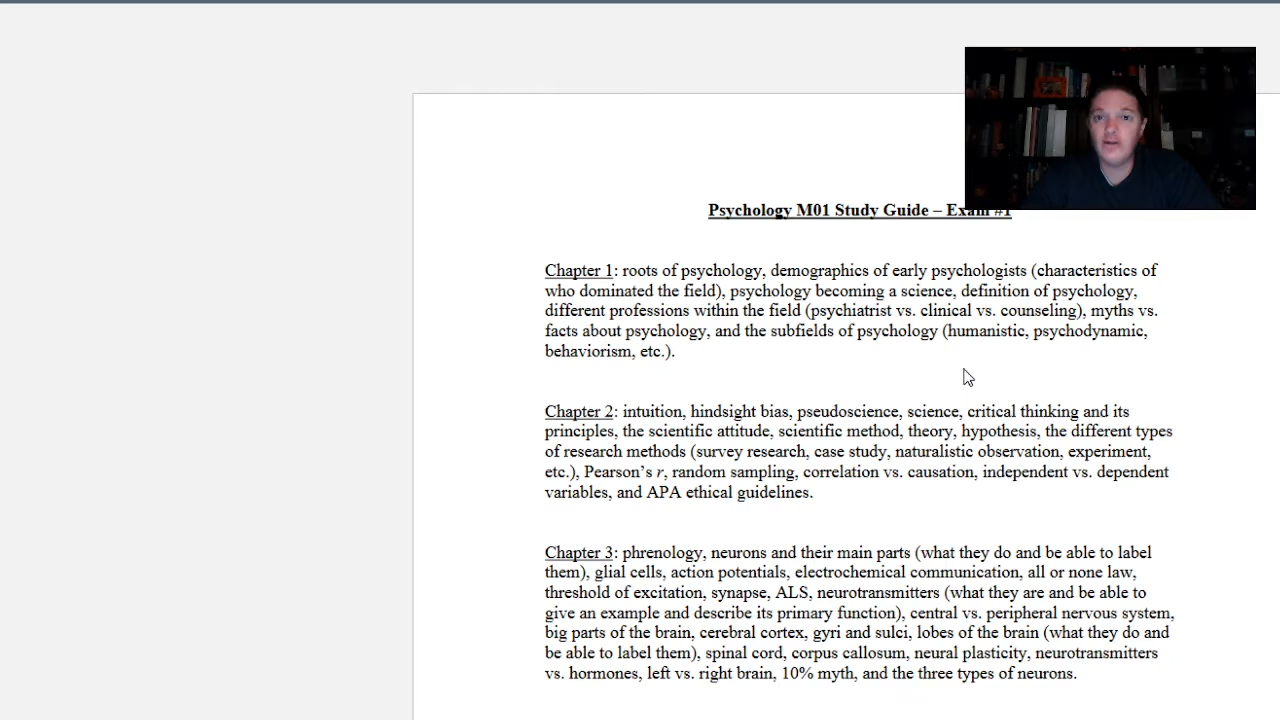 Psychology M01 Study Guide – Exam #1
Chapter 1: roots of psychology, demographics of early psychologists (characteristics of
who dominated the field), psychology becoming a science, definition of psychology,
different professions within the field (psychiatrist vs. clinical vs. counseling), myths vs.
facts about psychology, and the subfields of psychology (humanistic, psychodynamic,
behaviorism, etc.).
Chapter 2: intuition, hindsight bias, pseudoscience, science, critical thinking and its
principles, the scientific attitude, scientific method, theory, hypothesis, the different types
of research methods (survey research, case study, naturalistic observation, experiment,
etc.), Pearson’s r, random sampling, correlation vs. causation, independent vs. dependent
variables, and APA ethical guidelines.
Chapter 3: phrenology, neurons and their main parts (what they do and be able to label
them), glial cells, action potentials, electrochemical communication, all or none law,
threshold of excitation, synapse, ALS, neurotransmitters (what they are and be able to
give an example and describe its primary function), central vs. peripheral nervous system,
big parts of the brain, cerebral cortex, gyri and sulci, lobes of the brain (what they do and
be able to label them), spinal cord, corpus callosum, neural plasticity, neurotransmitters
vs. hormones, left vs. right brain, 10% myth, and the three types of neurons.